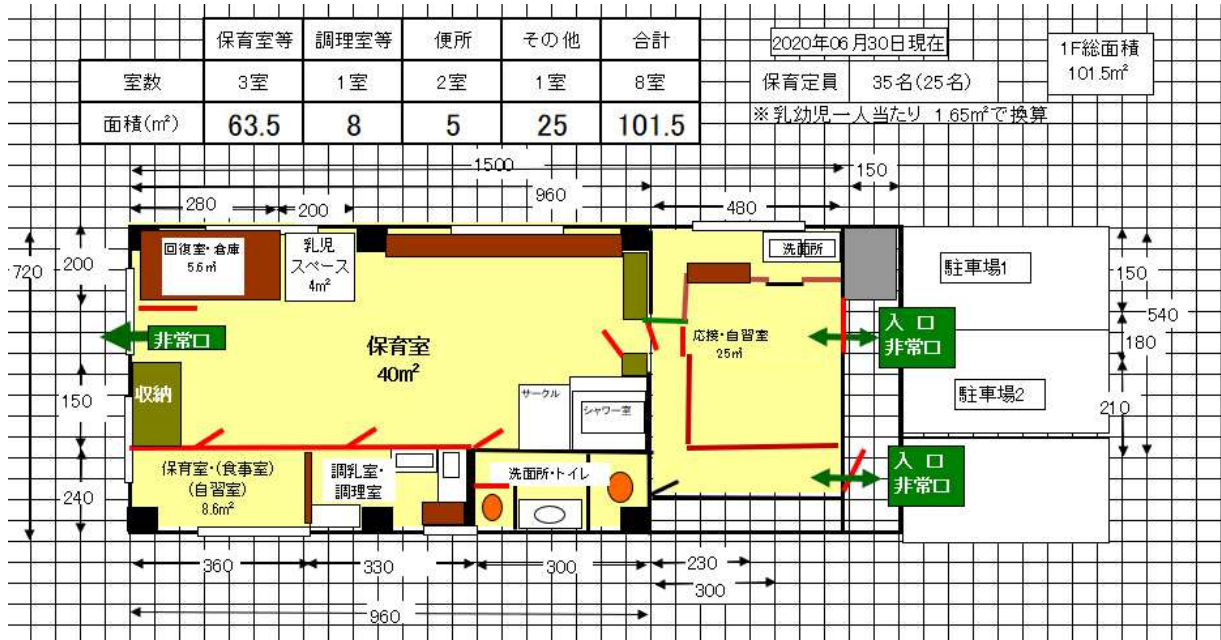 保育室等 調理室等 便所 その他 合計
室数 3室 1室 2室 1室 8室
面積(㎡) 63.5 8 5 25 101.5
2020年06月30日現在
保育定員 35名(25名)
※乳幼児一人当たり 1.65㎡で換算
1F総面積
101.5㎡
1500
150
960
280
200
480
720
200
回復室・倉庫
5.6㎡
乳児
スペース
4㎡
洗面所
駐車場1
150
540
非常口
保育室
40㎡
応接・自習室
25㎡
入口
非常口
180
収納
150
サークル
シャワー室
駐車場2
210
保育室・(食事室)
(自習室)
8.6㎡
調乳室・
調理室
洗面所・トイレ
入口
非常口
240
360
330
300
230
300
960